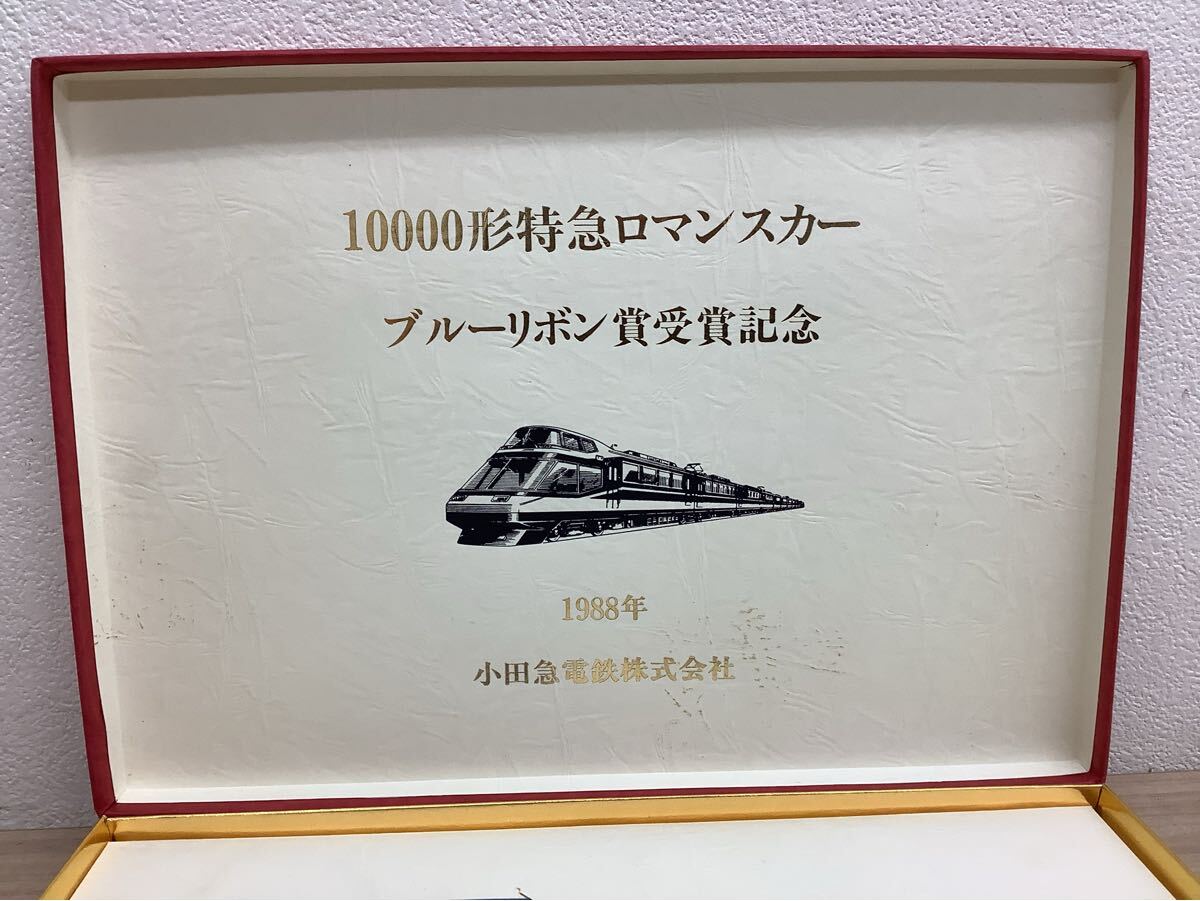 10000形特急ロマンスカー
ブルーリボン賞受賞記念
1988年
小田急電鉄株式会社